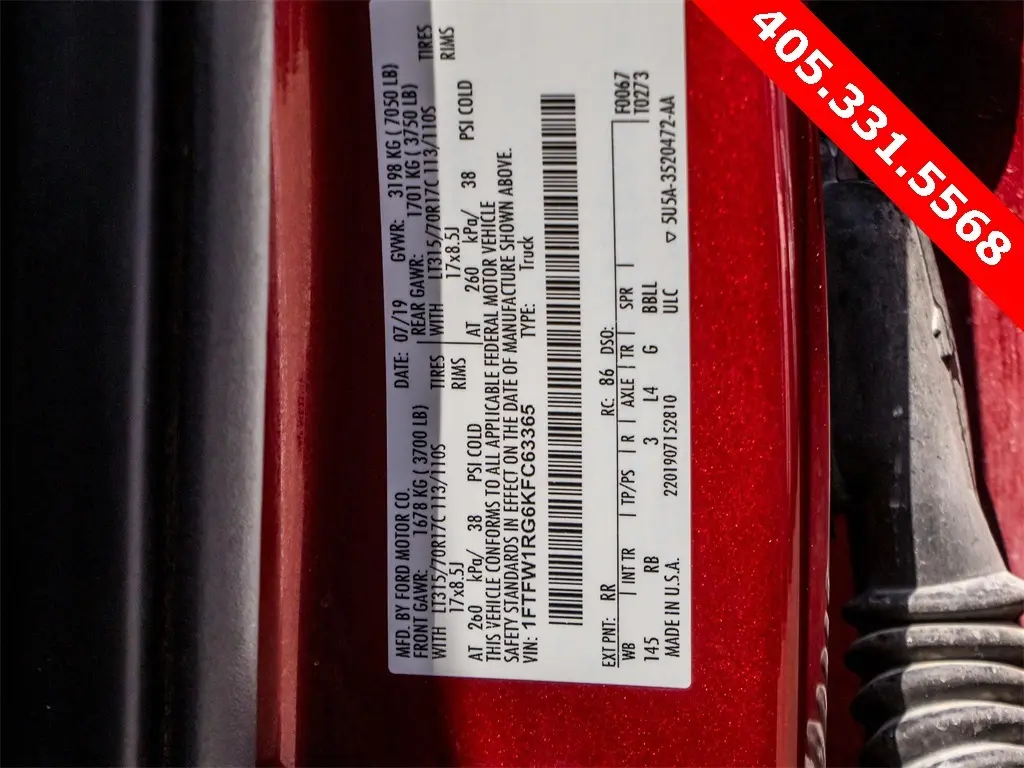 405.331.5568
MFD. BY FORD MOTOR CO. DATE: 07/19 GVWR: 3198 KG ( 7050 LB)
FRONT GAWR: 1678 KG ( 3700 LB) REAR GAWR: 1701 KG ( 3750 LB)
WITH LT315/70R17C 113/110S TIRES WITH LT315/70R17C 113/110S TIRES
17x8.5J RIMS 17x8.5J RIMS
AT 260 kPa/ 38 PSI COLD AT 260 kPa/ 38 PSI COLD
THIS VEHICLE CONFORMS TO ALL APPLICABLE FEDERAL MOTOR VEHICLE
SAFETY STANDARDS IN EFFECT ON THE DATE OF MANUFACTURE SHOWN ABOVE.
VIN: 1FTFW1RG6KFC63365 TYPE: Truck
EXT PNT: RR RC: 86 DSO: F0067
WB | INT TR | TP/PS | R | AXLE | TR | SPR | T0273
145 RB 3 L4 G BBLL
MADE IN U.S.A. 2201907152810 ULC ▽ 5U5A-3520472-AA